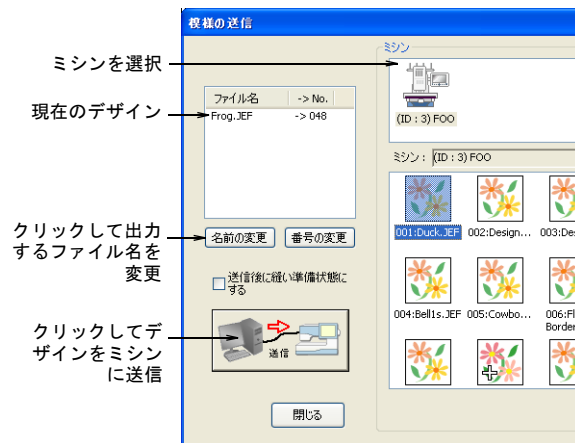 模様の送信
ミシンを選択
現在のデザイン
クリックして出力
するファイル名を
変更
クリックしてデ
ザインをミシン
に送信
ファイル名 -> No.
Frog.JEF -> 048
名前の変更 番号の変更
送信後に縫い準備状態に
する
送信
閉じる
ミシン
(ID : 3) FOO
ミシン : (ID : 3) FOO
001:Duck.JEF 002:Design... 003:Des
004:Bell1s.JEF 005:Cowbo... 006:Fl
Border